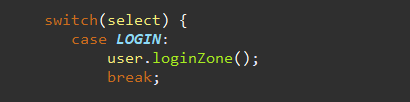 switch(select) {
case LOGIN:
user.loginZone();
break;